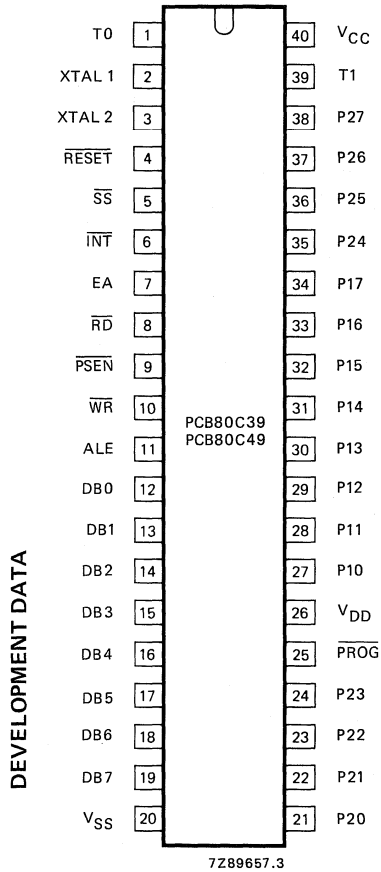 T0 1 40 VCC
XTAL 1 2 39 T1
XTAL 2 3 38 P27
RESET 4 37 P26
SS 5 36 P25
INT 6 35 P24
EA 7 34 P17
RD 8 33 P16
PSEN 9 32 P15
WR 10 31 P14
PCB80C39
PCB80C49
ALE 11 30 P13
DB0 12 29 P12
DB1 13 28 P11
DB2 14 27 P10
DB3 15 26 VDD
DB4 16 25 PROG
DB5 17 24 P23
DB6 18 23 P22
DB7 19 22 P21
VSS 20 21 P20
7Z89657.3
DEVELOPMENT DATA